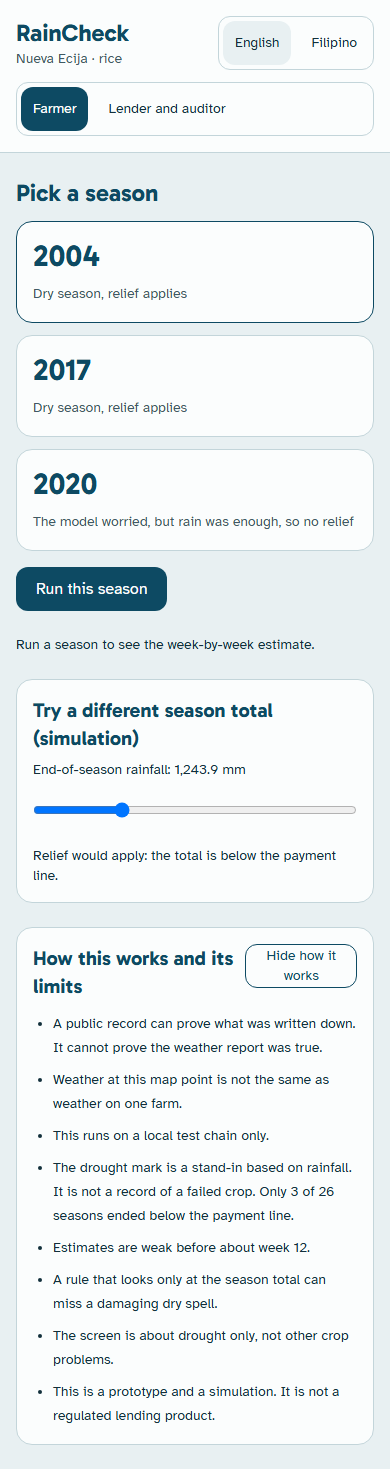 RainCheck
Nueva Ecija · rice
English
Filipino
Farmer
Lender and auditor
Pick a season
2004
Dry season, relief applies
2017
Dry season, relief applies
2020
The model worried, but rain was enough, so no relief
Run this season
Run a season to see the week-by-week estimate.
Try a different season total
(simulation)
End-of-season rainfall: 1,243.9 mm
Relief would apply: the total is below the payment
line.
How this works and its
limits
Hide how it
works
▪ A public record can prove what was written down.
It cannot prove the weather report was true.
▪ Weather at this map point is not the same as
weather on one farm.
▪ This runs on a local test chain only.
▪ The drought mark is a stand-in based on rainfall.
It is not a record of a failed crop. Only 3 of 26
seasons ended below the payment line.
▪ Estimates are weak before about week 12.
▪ A rule that looks only at the season total can
miss a damaging dry spell.
▪ The screen is about drought only, not other crop
problems.
▪ This is a prototype and a simulation. It is not a
regulated lending product.